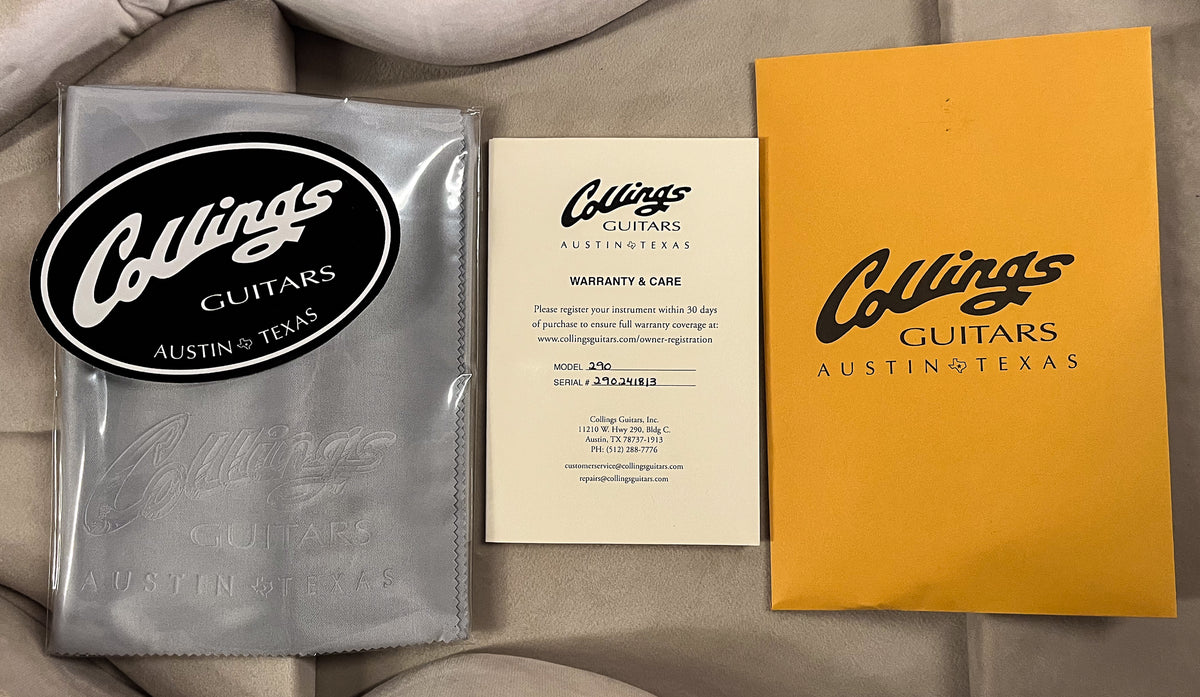 Collings
GUITARS
AUSTIN TEXAS
Collings
GUITARS
AUSTIN TEXAS
Collings
GUITARS
AUSTIN TEXAS
WARRANTY & CARE
Please register your instrument within 30 days
of purchase to ensure full warranty coverage at:
www.collingsguitars.com/owner-registration
MODEL 290
SERIAL # 290241813
Collings Guitars, Inc.
11210 W. Hwy 290, Bldg C.
Austin, TX 78737-1913
PH: (512) 288-7776
customerservice@collingsguitars.com
repairs@collingsguitars.com
Collings
GUITARS
AUSTIN TEXAS